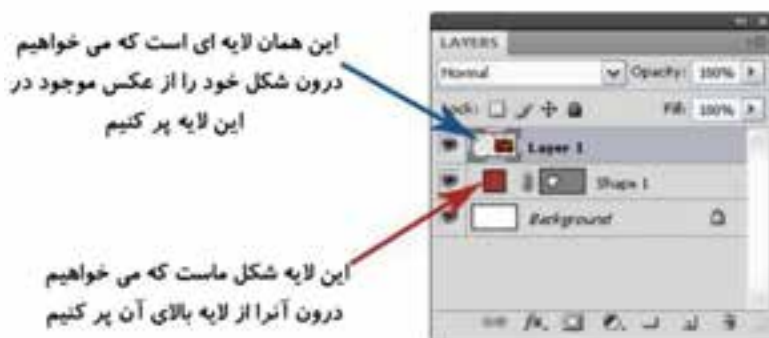 این همان لایه ای است که می خواهیم
درون شکل خود را از عکس موجود در
این لایه پر کنیم
این لایه شکل ماست که می خواهیم
درون آنرا از لایه بالای آن پر کنیم
LAYERS
Normal Opacity: 100%
Lock: Fill: 100%
Layer 1
Shape 1
Background
fx.